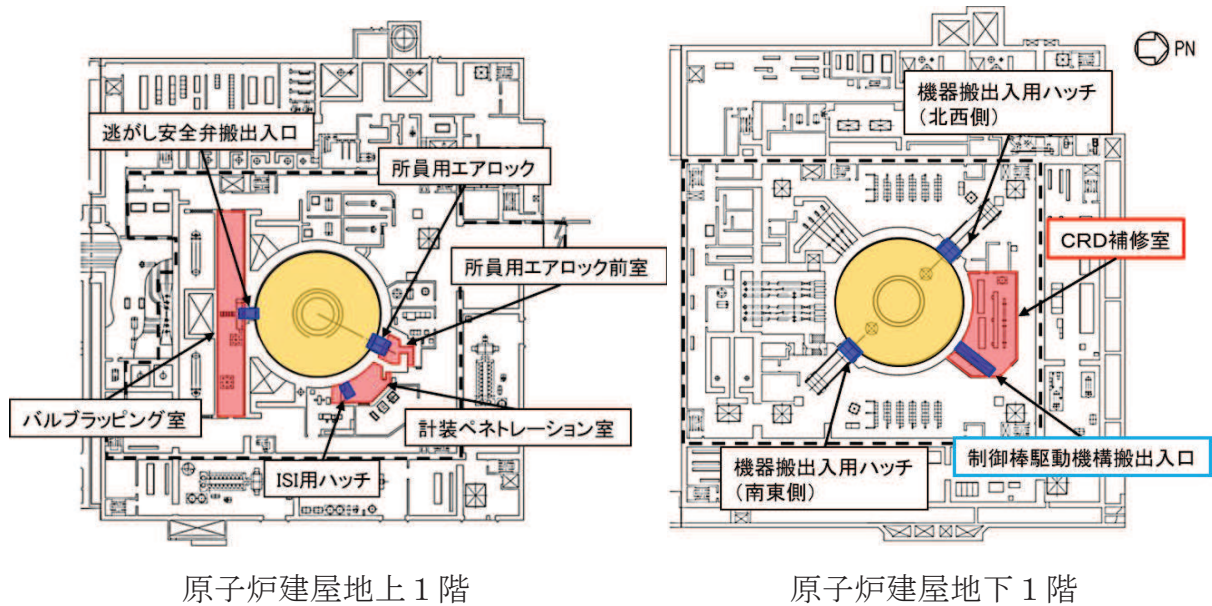 逃がし安全弁搬出入口
所員用エアロック
所員用エアロック前室
バルブラッピング室
計装ペネトレーション室
ISI用ハッチ
原子炉建屋地上1階
PN
機器搬出入用ハッチ
（北西側）
CRD補修室
機器搬出入用ハッチ
（南東側）
制御棒駆動機構搬出入口
原子炉建屋地下1階